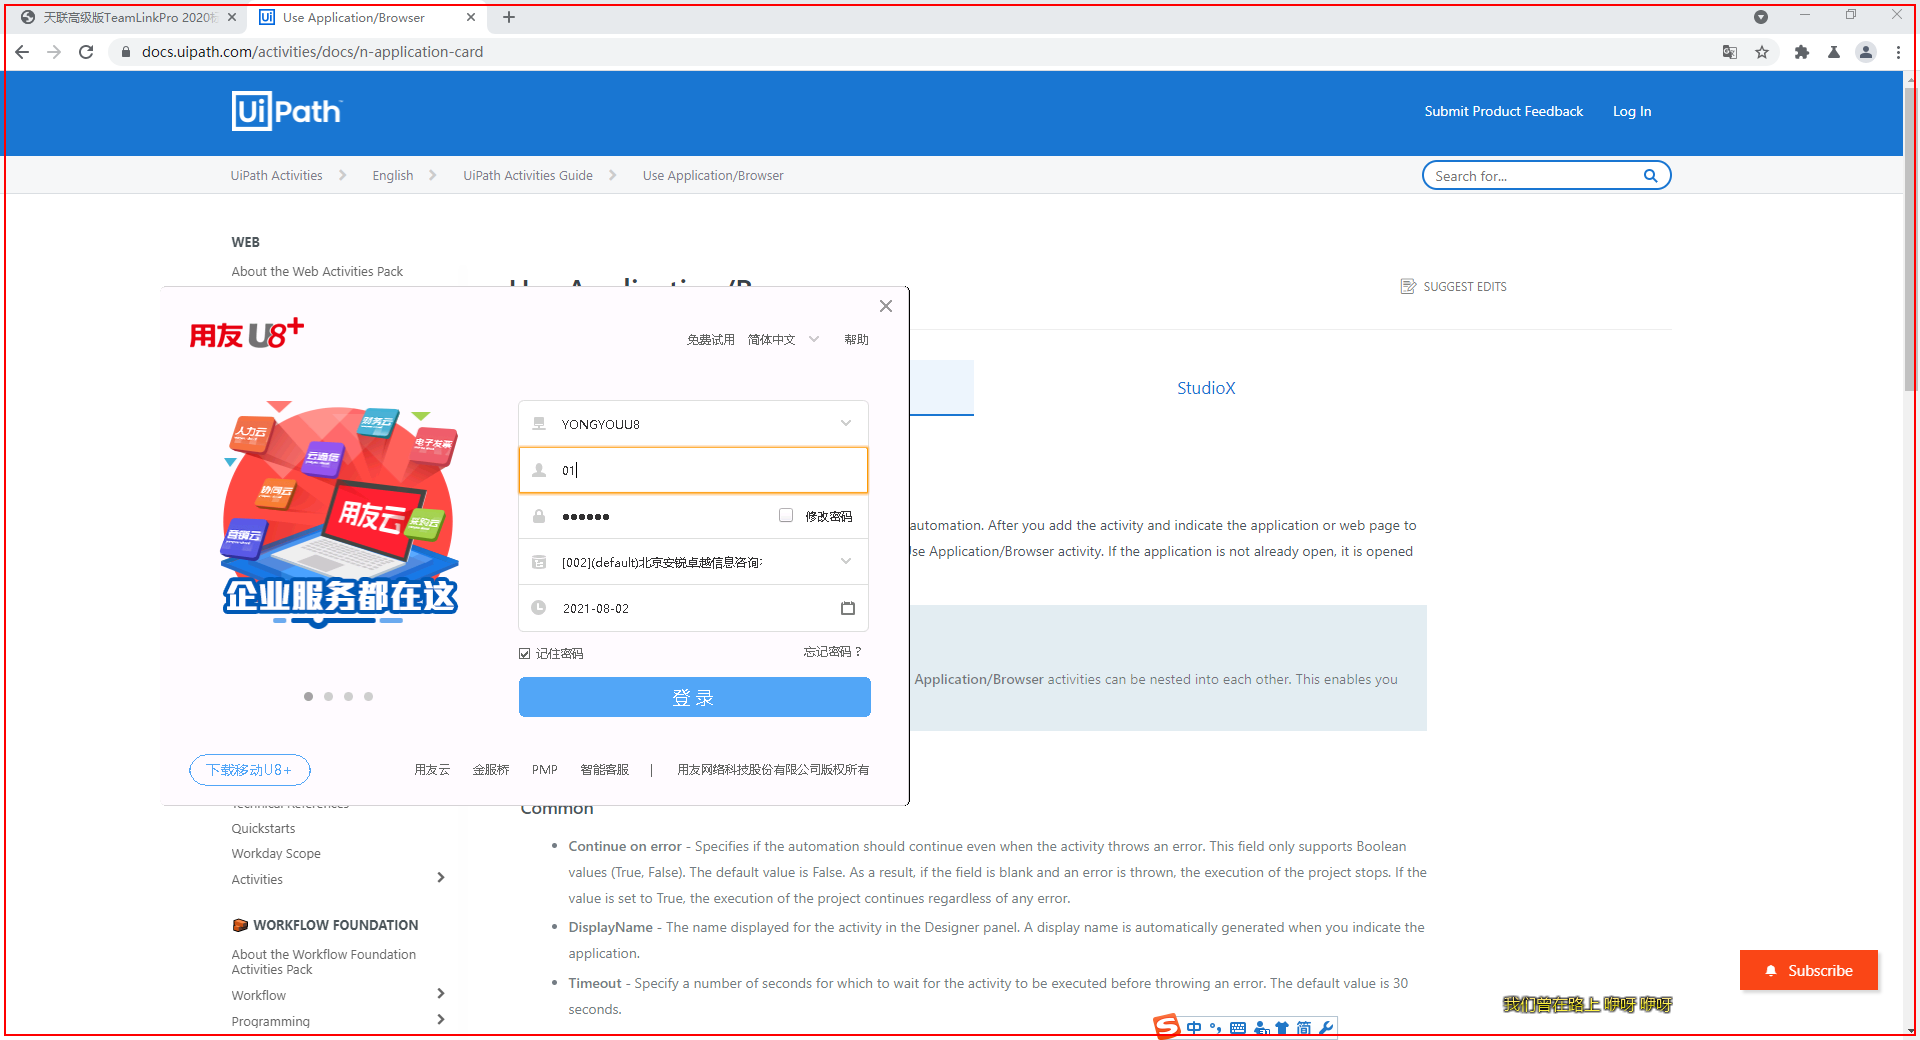 天联高级版TeamLinkPro 2020标
Use Application/Browser
docs.uipath.com/activities/docs/n-application-card
UiPath
Submit Product Feedback
Log In
UiPath Activities
English
UiPath Activities Guide
Use Application/Browser
Search for...
WEB
About the Web Activities Pack
Use Application/Browser
SUGGEST EDITS
用友 U8+
免费试用 简体中文 帮助
StudioX
人力云
财务云
电子发票
云通信
协同云
用友云
采购云
营销云
企业服务都在这
YONGYOUU8
01
●●●●●●
修改密码
[002](default)北京安锐卓越信息咨询
2021-08-02
记住密码
忘记密码？
登录
下载移动U8+
用友云 金服桥 PMP 智能客服 | 用友网络科技股份有限公司版权所有
automation. After you add the activity and indicate the application or web page to
se Application/Browser activity. If the application is not already open, it is opened
Application/Browser activities can be nested into each other. This enables you
Technical References
Quickstarts
Workday Scope
Activities
WORKFLOW FOUNDATION
About the Workflow Foundation
Activities Pack
Workflow
Programming
Common
Continue on error - Specifies if the automation should continue even when the activity throws an error. This field only supports Boolean
values (True, False). The default value is False. As a result, if the field is blank and an error is thrown, the execution of the project stops. If the
value is set to True, the execution of the project continues regardless of any error.
DisplayName - The name displayed for the activity in the Designer panel. A display name is automatically generated when you indicate the
application.
Timeout - Specify a number of seconds for which to wait for the activity to be executed before throwing an error. The default value is 30
seconds.
Subscribe
我们曾在路上 咿呀 咿呀
S 中 简